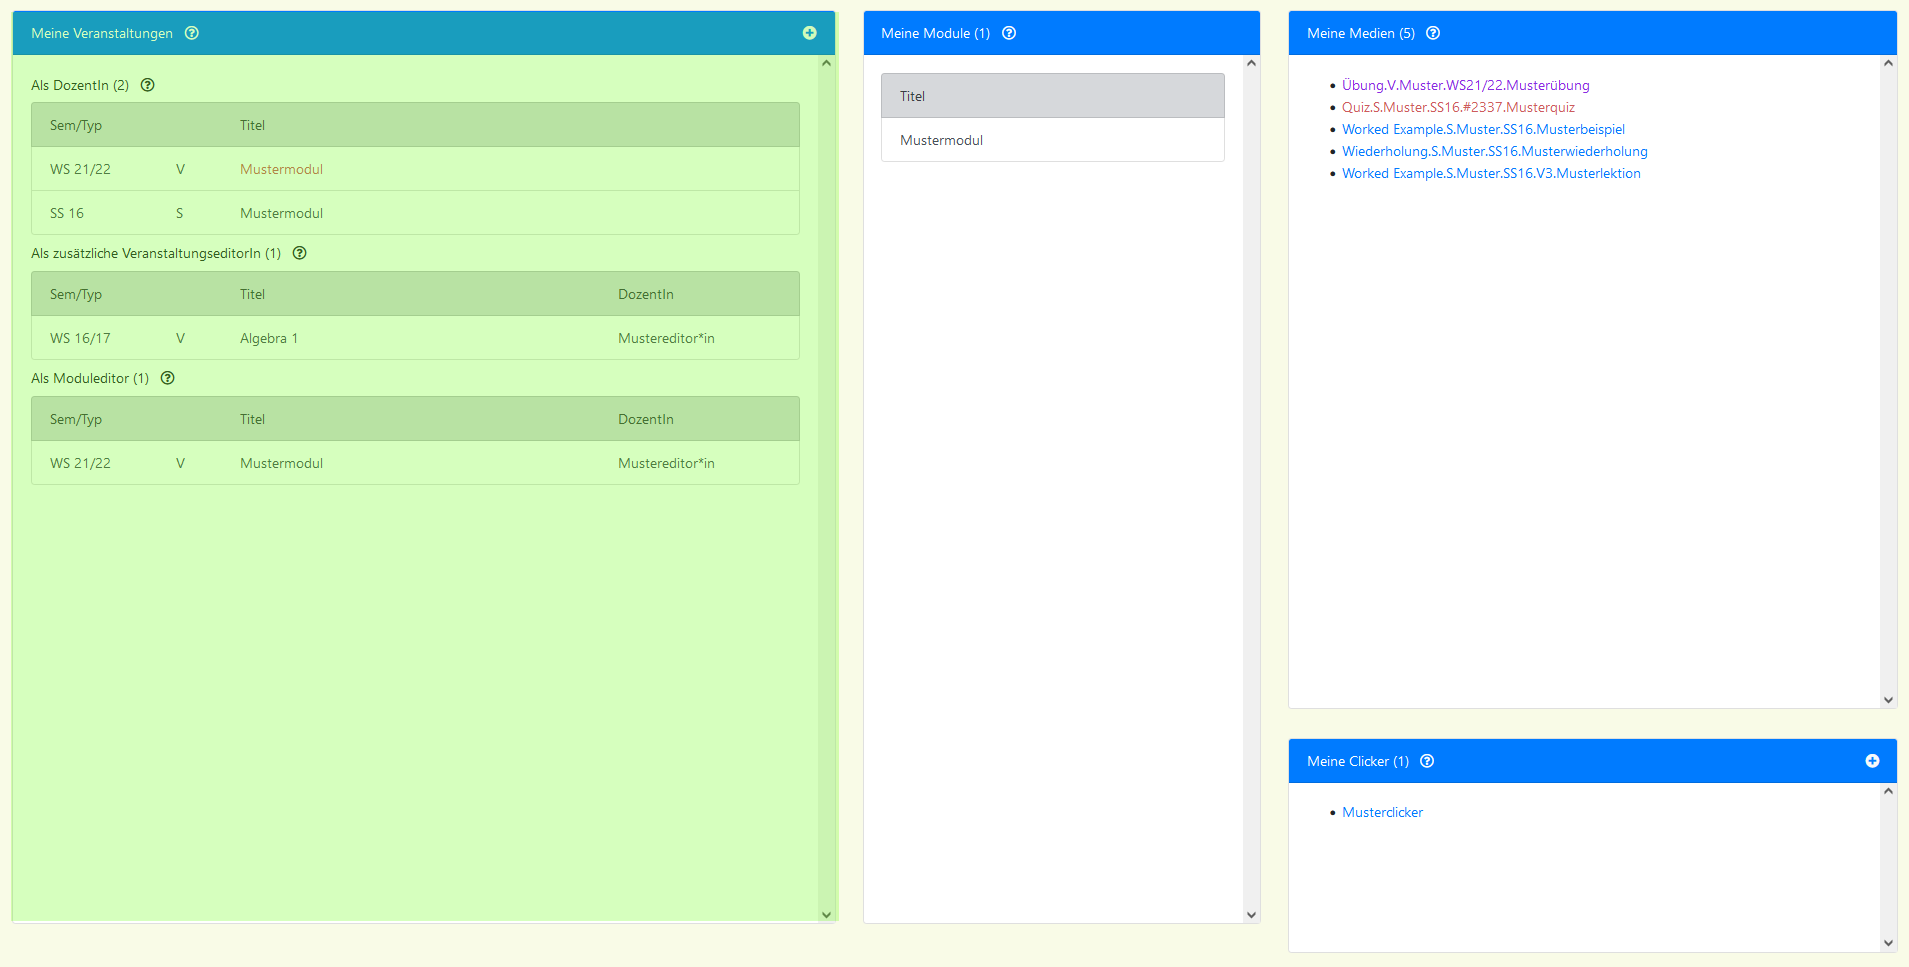 Meine Veranstaltungen
Als DozentIn (2)
Sem/Typ Titel
WS 21/22 V Mustermodul
SS 16 S Mustermodul
Als zusätzliche VeranstaltungseditorIn (1)
Sem/Typ Titel DozentIn
WS 16/17 V Algebra 1 Mustereditor*in
Als Moduleditor (1)
Sem/Typ Titel DozentIn
WS 21/22 V Mustermodul Mustereditor*in
Meine Module (1)
Titel
Mustermodul
Meine Medien (5)
Übung.V.Muster.WS21/22.Musterübung
Quiz.S.Muster.SS16.#2337.Musterquiz
Worked Example.S.Muster.SS16.Musterbeispiel
Wiederholung.S.Muster.SS16.Musterwiederholung
Worked Example.S.Muster.SS16.V3.Musterlektion
Meine Clicker (1)
Musterclicker